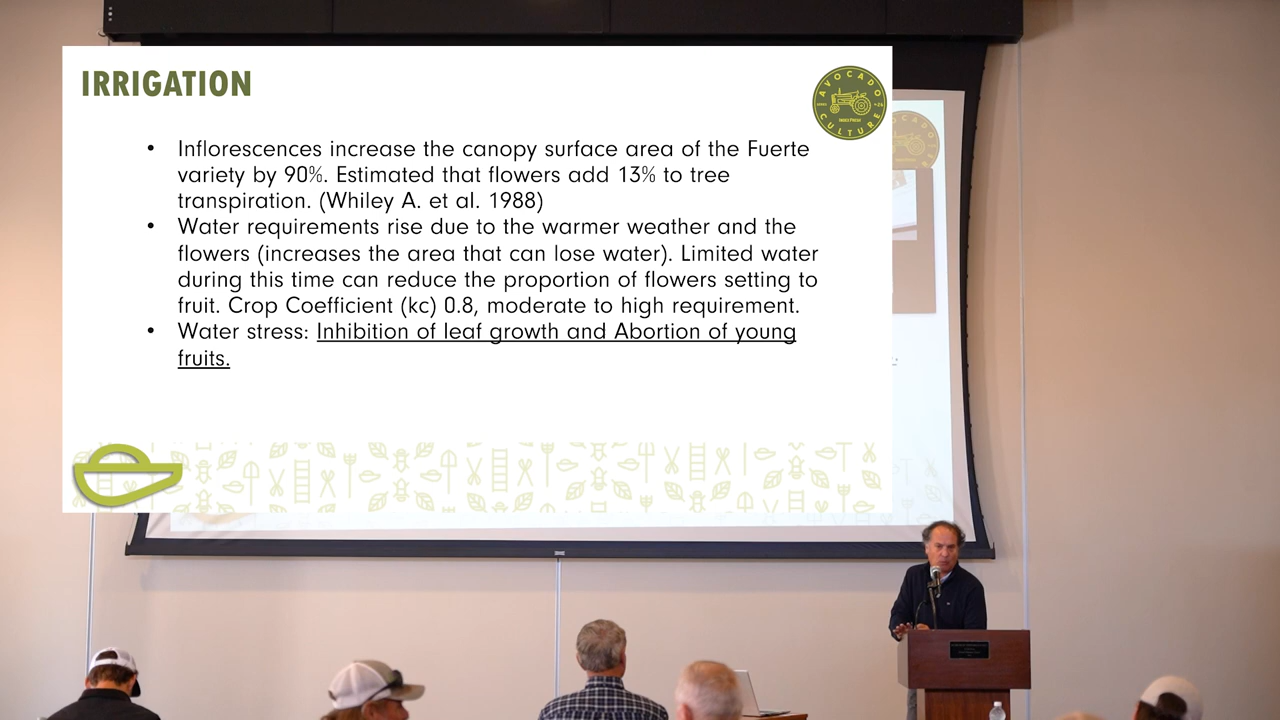 IRRIGATION
AVOCADO
CULTURE
• Inflorescences increase the canopy surface area of the Fuerte
variety by 90%. Estimated that flowers add 13% to tree
transpiration. (Whiley A. et al. 1988)
• Water requirements rise due to the warmer weather and the
flowers (increases the area that can lose water). Limited water
during this time can reduce the proportion of flowers setting to
fruit. Crop Coefficient (kc) 0.8, moderate to high requirement.
• Water stress: Inhibition of leaf growth and Abortion of young
fruits.